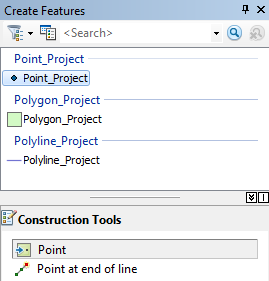 Create Features
<Search>
Point_Project
Point_Project
Polygon_Project
Polygon_Project
Polyline_Project
Polyline_Project
Construction Tools
Point
Point at end of line